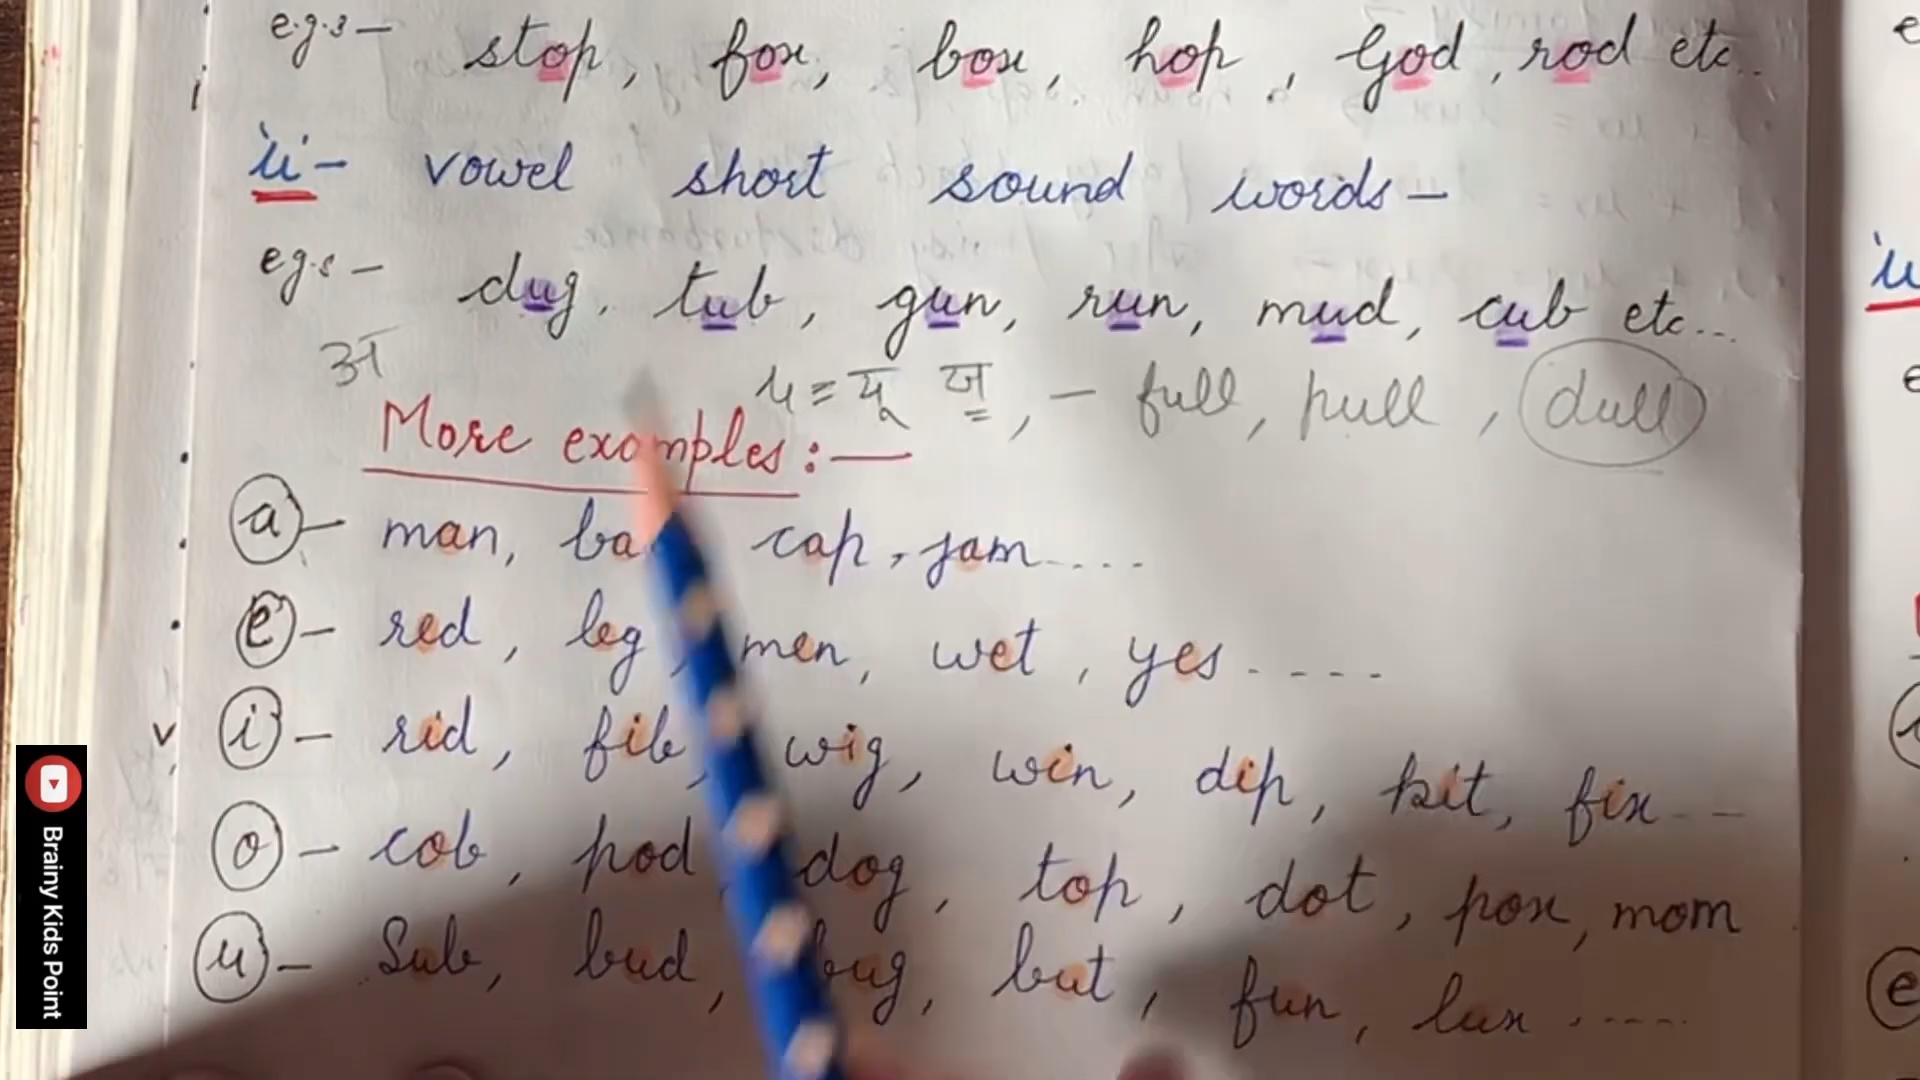 e.g.s - stop, fox, box, hop, God, rod etc..
'u' - vowel short sound words -
eg.s - dug, tub, gun, run, mud, cub etc...
अ
u = यू
, - full, pull, dull
More examples :-
a - man, cap, jam....
e - red, leg, men, wet, yes ....
i - rid, fib, wig, win, dip, kit, fix --
o - cob, pod, dog, top, dot, pox, mom
u - Sub, bud, bug, but, fun, lux .....
Brainy Kids Point